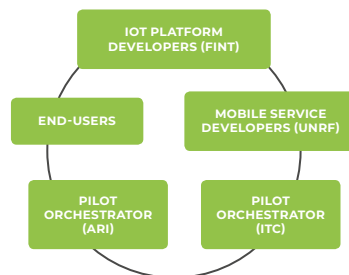 IOT PLATFORM
DEVELOPERS (FINT)
END-USERS
MOBILE SERVICE
DEVELOPERS (UNRF)
PILOT
ORCHESTRATOR
(ARI)
PILOT
ORCHESTRATOR
(ITC)